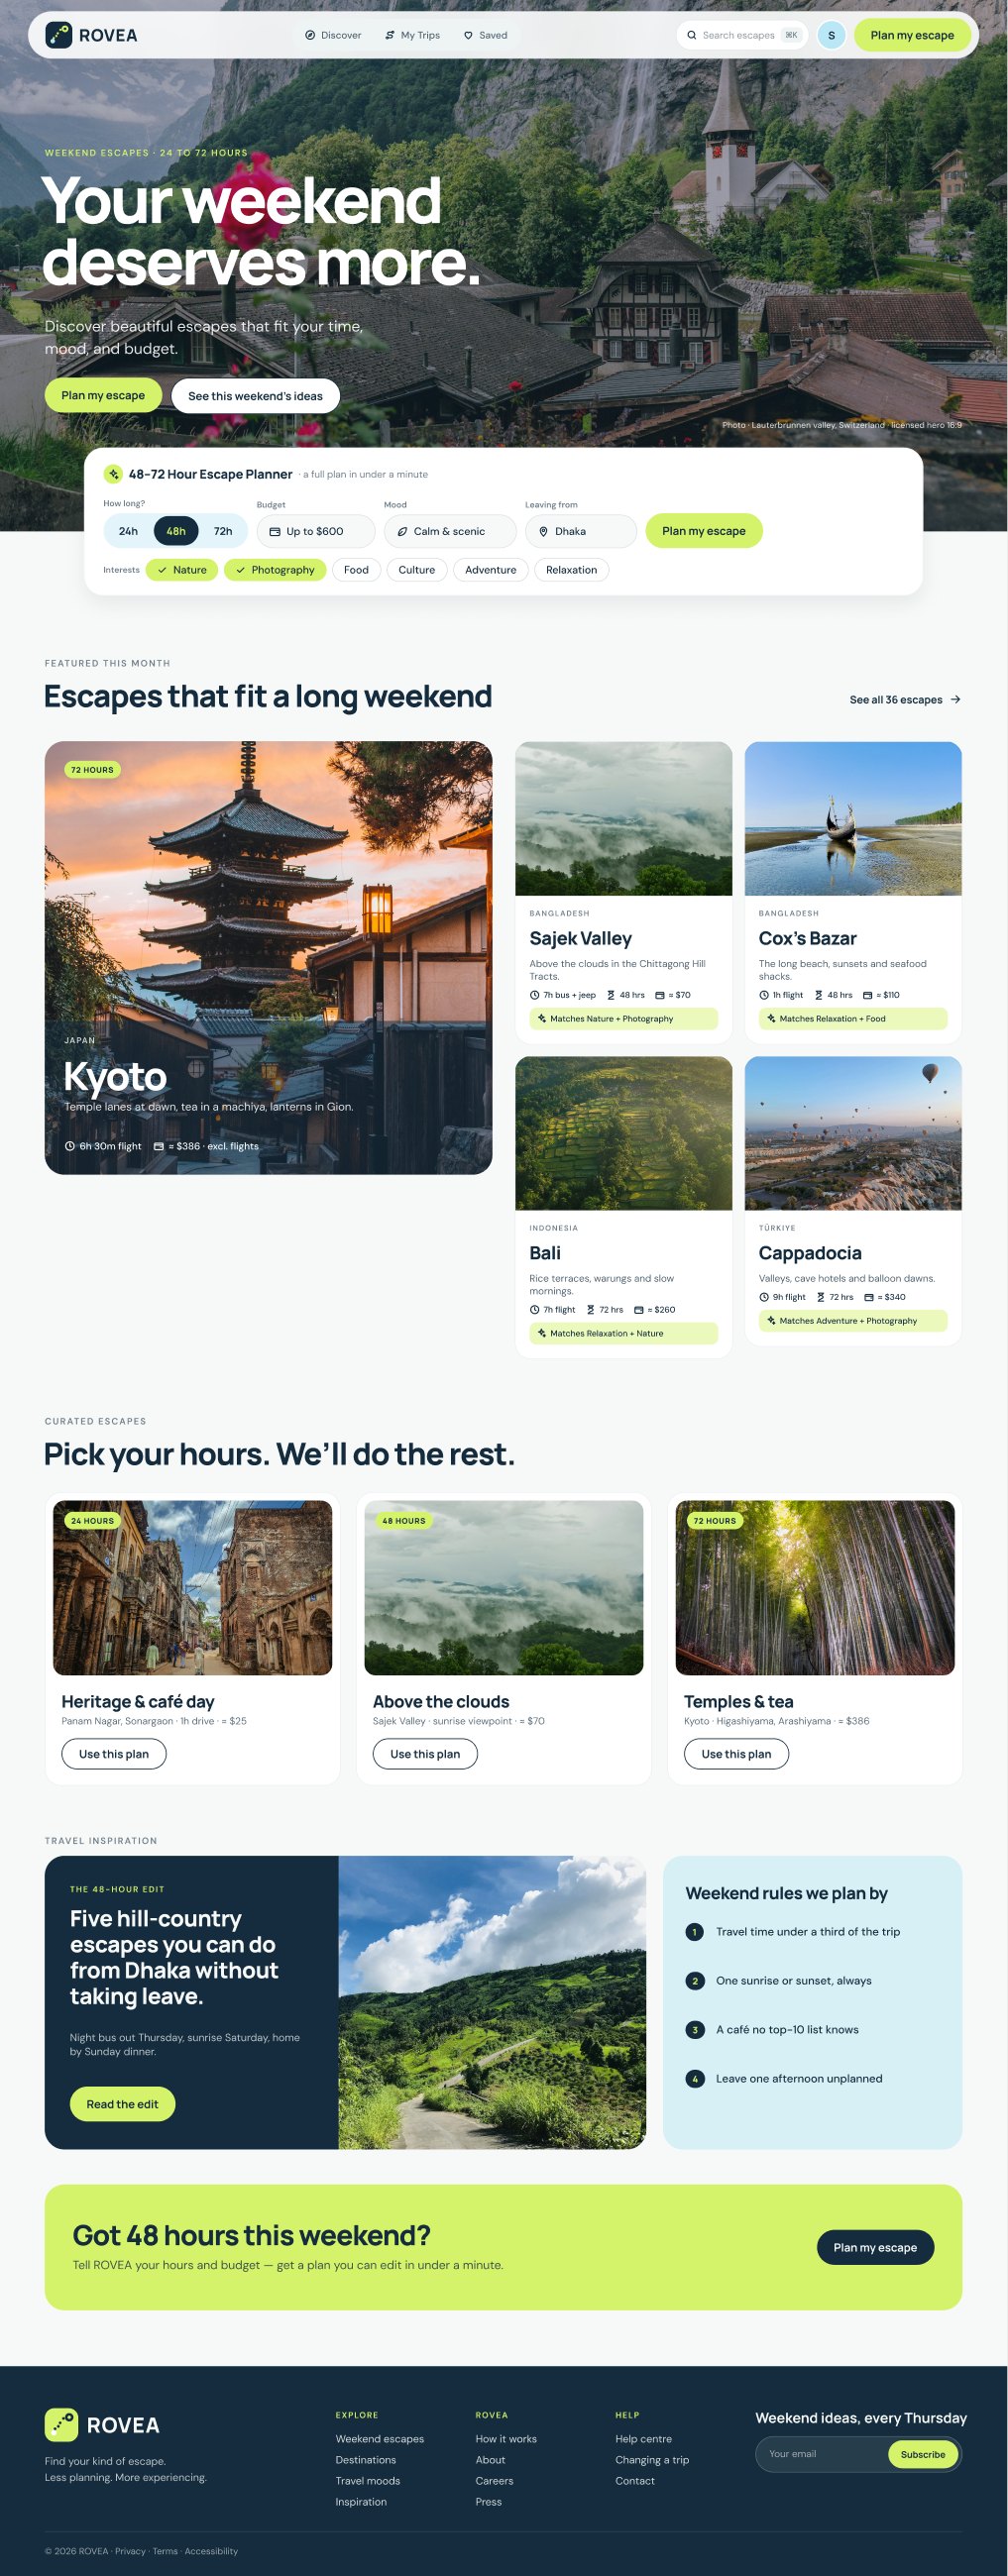 ROVEA
Discover
My Trips
Saved
Search escapes
⌘K
S
Plan my escape
WEEKEND ESCAPES · 24 TO 72 HOURS
Your weekend
deserves more.
Discover beautiful escapes that fit your time,
mood, and budget.
Plan my escape
See this weekend's ideas
Photo · Lauterbrunnen valley, Switzerland · licensed hero 16:9
48–72 Hour Escape Planner · a full plan in under a minute
How long?
24h
48h
72h
Budget
Up to $600
Mood
Calm & scenic
Leaving from
Dhaka
Plan my escape
Interests
Nature
Photography
Food
Culture
Adventure
Relaxation
FEATURED THIS MONTH
Escapes that fit a long weekend
See all 36 escapes
72 HOURS
JAPAN
Kyoto
Temple lanes at dawn, tea in a machiya, lanterns in Gion.
6h 30m flight
≈ $386 · excl. flights
BANGLADESH
Sajek Valley
Above the clouds in the Chittagong Hill
Tracts.
7h bus + jeep
48 hrs
≈ $70
Matches Nature + Photography
BANGLADESH
Cox's Bazar
The long beach, sunsets and seafood
shacks.
1h flight
48 hrs
≈ $110
Matches Relaxation + Food
INDONESIA
Bali
Rice terraces, warungs and slow
mornings.
7h flight
72 hrs
≈ $260
Matches Relaxation + Nature
TÜRKIYE
Cappadocia
Valleys, cave hotels and balloon dawns.
9h flight
72 hrs
≈ $340
Matches Adventure + Photography
CURATED ESCAPES
Pick your hours. We'll do the rest.
24 HOURS
Heritage & café day
Panam Nagar, Sonargaon · 1h drive · ≈ $25
Use this plan
48 HOURS
Above the clouds
Sajek Valley · sunrise viewpoint · ≈ $70
Use this plan
72 HOURS
Temples & tea
Kyoto · Higashiyama, Arashiyama · ≈ $386
Use this plan
TRAVEL INSPIRATION
THE 48-HOUR EDIT
Five hill-country
escapes you can do
from Dhaka without
taking leave.
Night bus out Thursday, sunrise Saturday, home
by Sunday dinner.
Read the edit
Weekend rules we plan by
1 Travel time under a third of the trip
2 One sunrise or sunset, always
3 A café no top-10 list knows
4 Leave one afternoon unplanned
Got 48 hours this weekend?
Tell ROVEA your hours and budget — get a plan you can edit in under a minute.
Plan my escape
ROVEA
Find your kind of escape.
Less planning. More experiencing.
EXPLORE
Weekend escapes
Destinations
Travel moods
Inspiration
ROVEA
How it works
About
Careers
Press
HELP
Help centre
Changing a trip
Contact
Weekend ideas, every Thursday
Your email
Subscribe
© 2026 ROVEA · Privacy · Terms · Accessibility